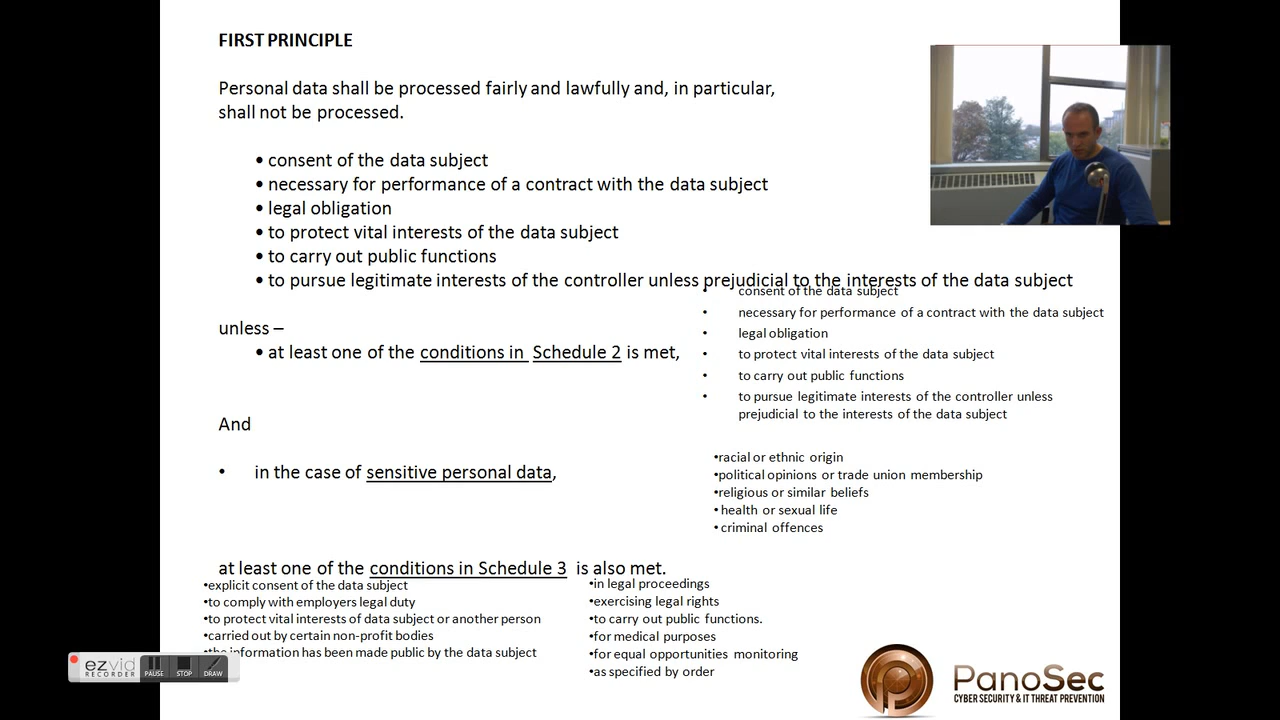 FIRST PRINCIPLE
Personal data shall be processed fairly and lawfully and, in particular,
shall not be processed.
• consent of the data subject
• necessary for performance of a contract with the data subject
• legal obligation
• to protect vital interests of the data subject
• to carry out public functions
• to pursue legitimate interests of the controller unless prejudicial to the interests of the data subject
unless –
• at least one of the conditions in Schedule 2 is met,
• consent of the data subject
• necessary for performance of a contract with the data subject
• legal obligation
• to protect vital interests of the data subject
• to carry out public functions
• to pursue legitimate interests of the controller unless
prejudicial to the interests of the data subject
And
• in the case of sensitive personal data,
•racial or ethnic origin
•political opinions or trade union membership
•religious or similar beliefs
• health or sexual life
• criminal offences
at least one of the conditions in Schedule 3 is also met.
•explicit consent of the data subject
•to comply with employers legal duty
•to protect vital interests of data subject or another person
•carried out by certain non-profit bodies
•the information has been made public by the data subject
•in legal proceedings
•exercising legal rights
•to carry out public functions.
•for medical purposes
•for equal opportunities monitoring
•as specified by order
ezvid
RECORDER
PAUSE
STOP
DRAW
PanoSec
CYBER SECURITY & IT THREAT PREVENTION